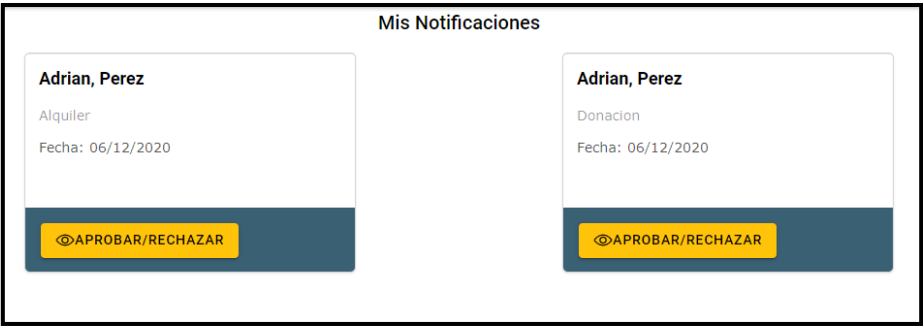 Mis Notificaciones
Adrian, Perez
Alquiler
Fecha: 06/12/2020
APROBAR/RECHAZAR
Adrian, Perez
Donacion
Fecha: 06/12/2020
APROBAR/RECHAZAR